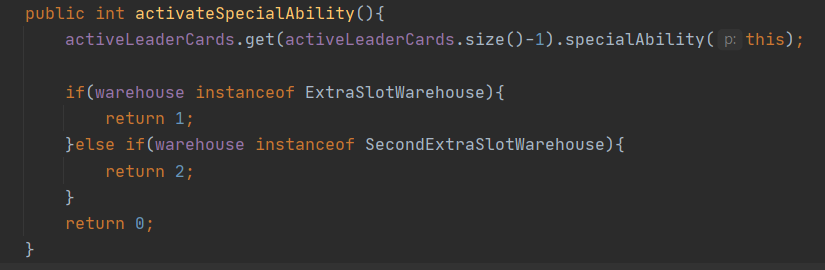 public int activateSpecialAbility(){
    activeLeaderCards.get(activeLeaderCards.size()-1).specialAbility( p: this);

    if(warehouse instanceof ExtraSlotWarehouse){
        return 1;
    }else if(warehouse instanceof SecondExtraSlotWarehouse){
        return 2;
    }
    return 0;
}